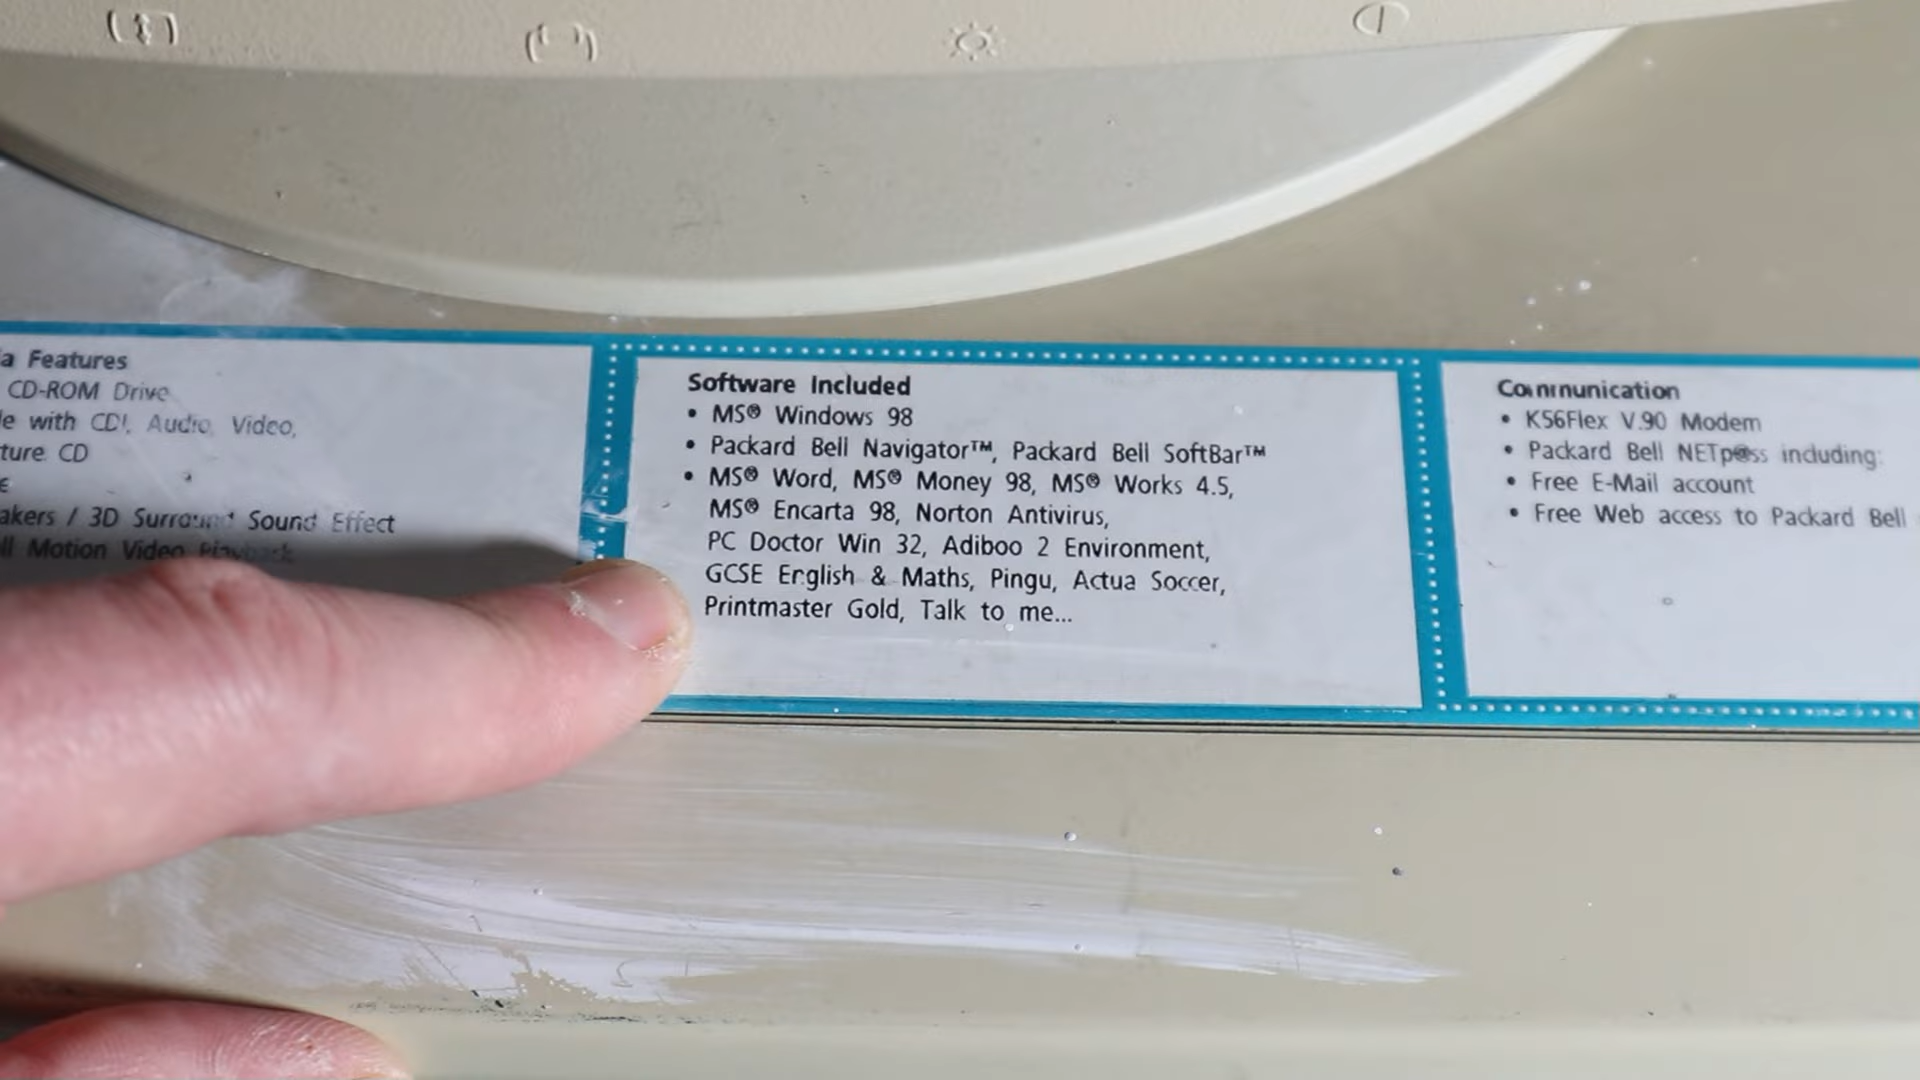 a Features
CD-ROM Drive
le with CDI, Audio, Video,
ture CD
akers / 3D Surround Sound Effect
ll Motion Video Playback
Software Included
• MS® Windows 98
• Packard Bell Navigator™, Packard Bell SoftBar™
• MS® Word, MS® Money 98, MS® Works 4.5,
MS® Encarta 98, Norton Antivirus,
PC Doctor Win 32, Adiboo 2 Environment,
GCSE English & Maths, Pingu, Actua Soccer,
Printmaster Gold, Talk to me...
Communication
• K56Flex V.90 Modem
• Packard Bell NETp@ss including:
• Free E-Mail account
• Free Web access to Packard Bell